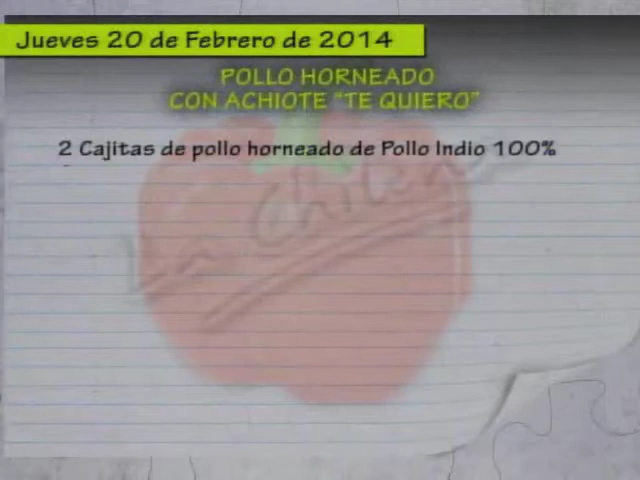 Jueves 20 de Febrero de 2014
POLLO HORNEADO
CON ACHIOTE "TE QUIERO"
2 Cajitas de pollo horneado de Pollo Indio 100%
La